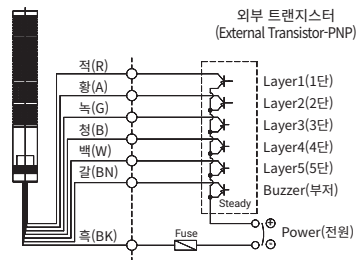 외부 트랜지스터
(External Transistor-PNP)
적(R)
Layer1(1단)
황(A)
Layer2(2단)
녹(G)
Layer3(3단)
청(B)
Layer4(4단)
백(W)
Layer5(5단)
갈(BN)
Buzzer(부저)
Steady
흑(BK)
Fuse
Power(전원)